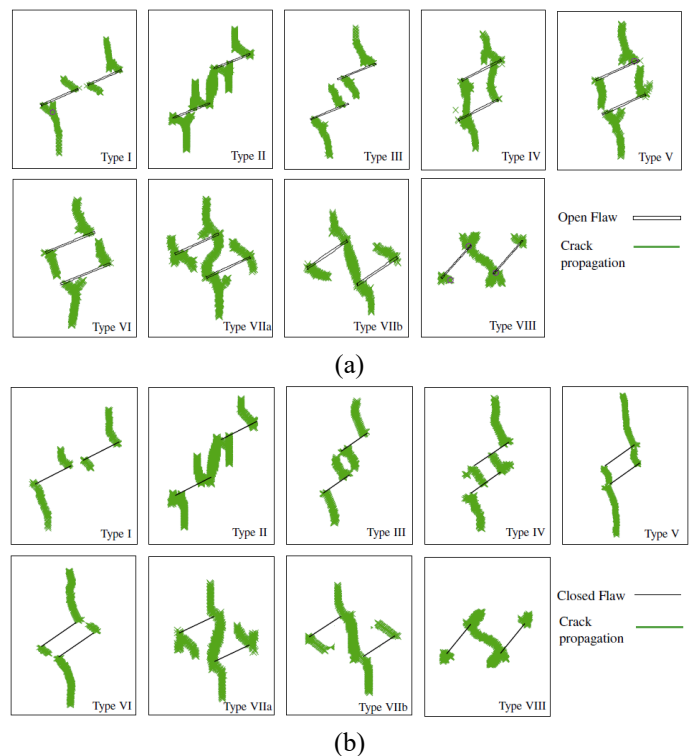 Type I
Type II
Type III
Type IV
Type V
Type VI
Type VIIa
Type VIIb
Type VIII
Open Flaw
Crack
propagation
(a)
Type I
Type II
Type III
Type IV
Type V
Type VI
Type VIIa
Type VIIb
Type VIII
Closed Flaw
Crack
propagation
(b)